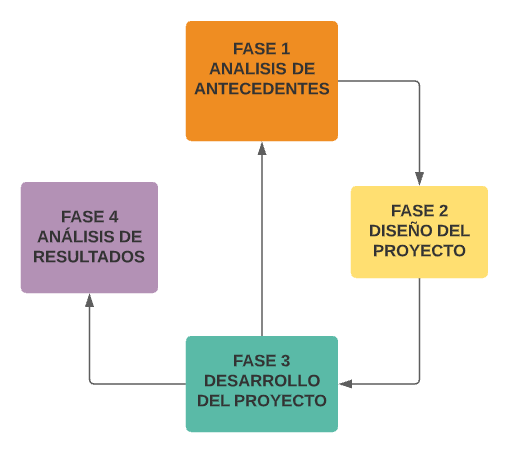 FASE 1
ANALISIS DE
ANTECEDENTES
FASE 2
DISEÑO DEL
PROYECTO
FASE 3
DESARROLLO
DEL PROYECTO
FASE 4
ANÁLISIS DE
RESULTADOS